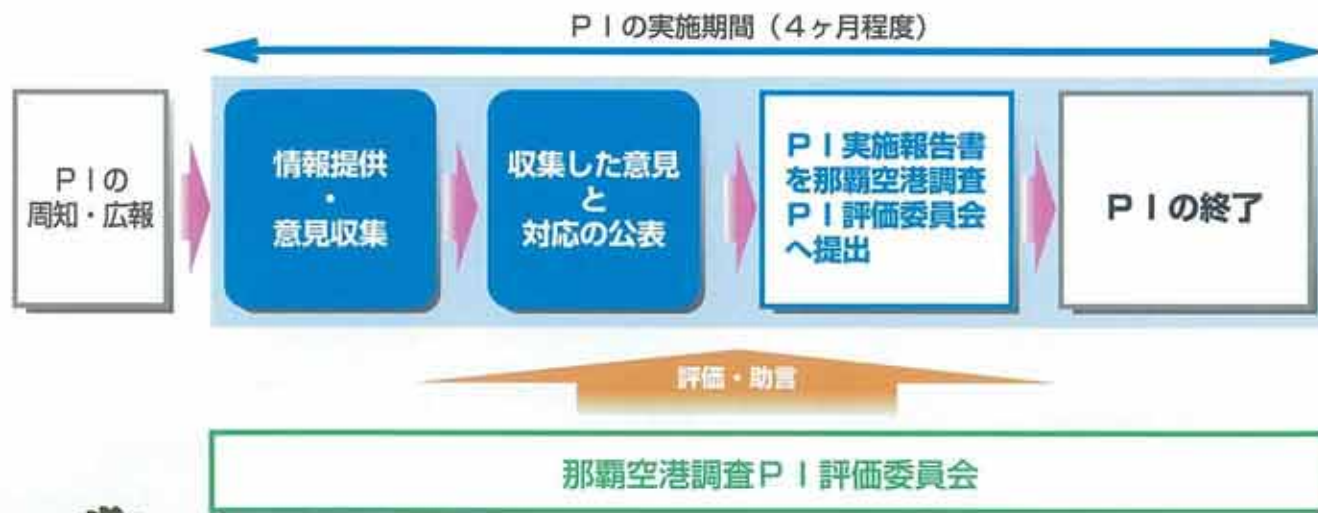 ＰＩの実施期間（４ヶ月程度）
ＰＩの
周知・広報
情報提供
・
意見収集
収集した意見
と
対応の公表
ＰＩ実施報告書
を那覇空港調査
ＰＩ評価委員会
へ提出
ＰＩの終了
評価・助言
那覇空港調査ＰＩ評価委員会